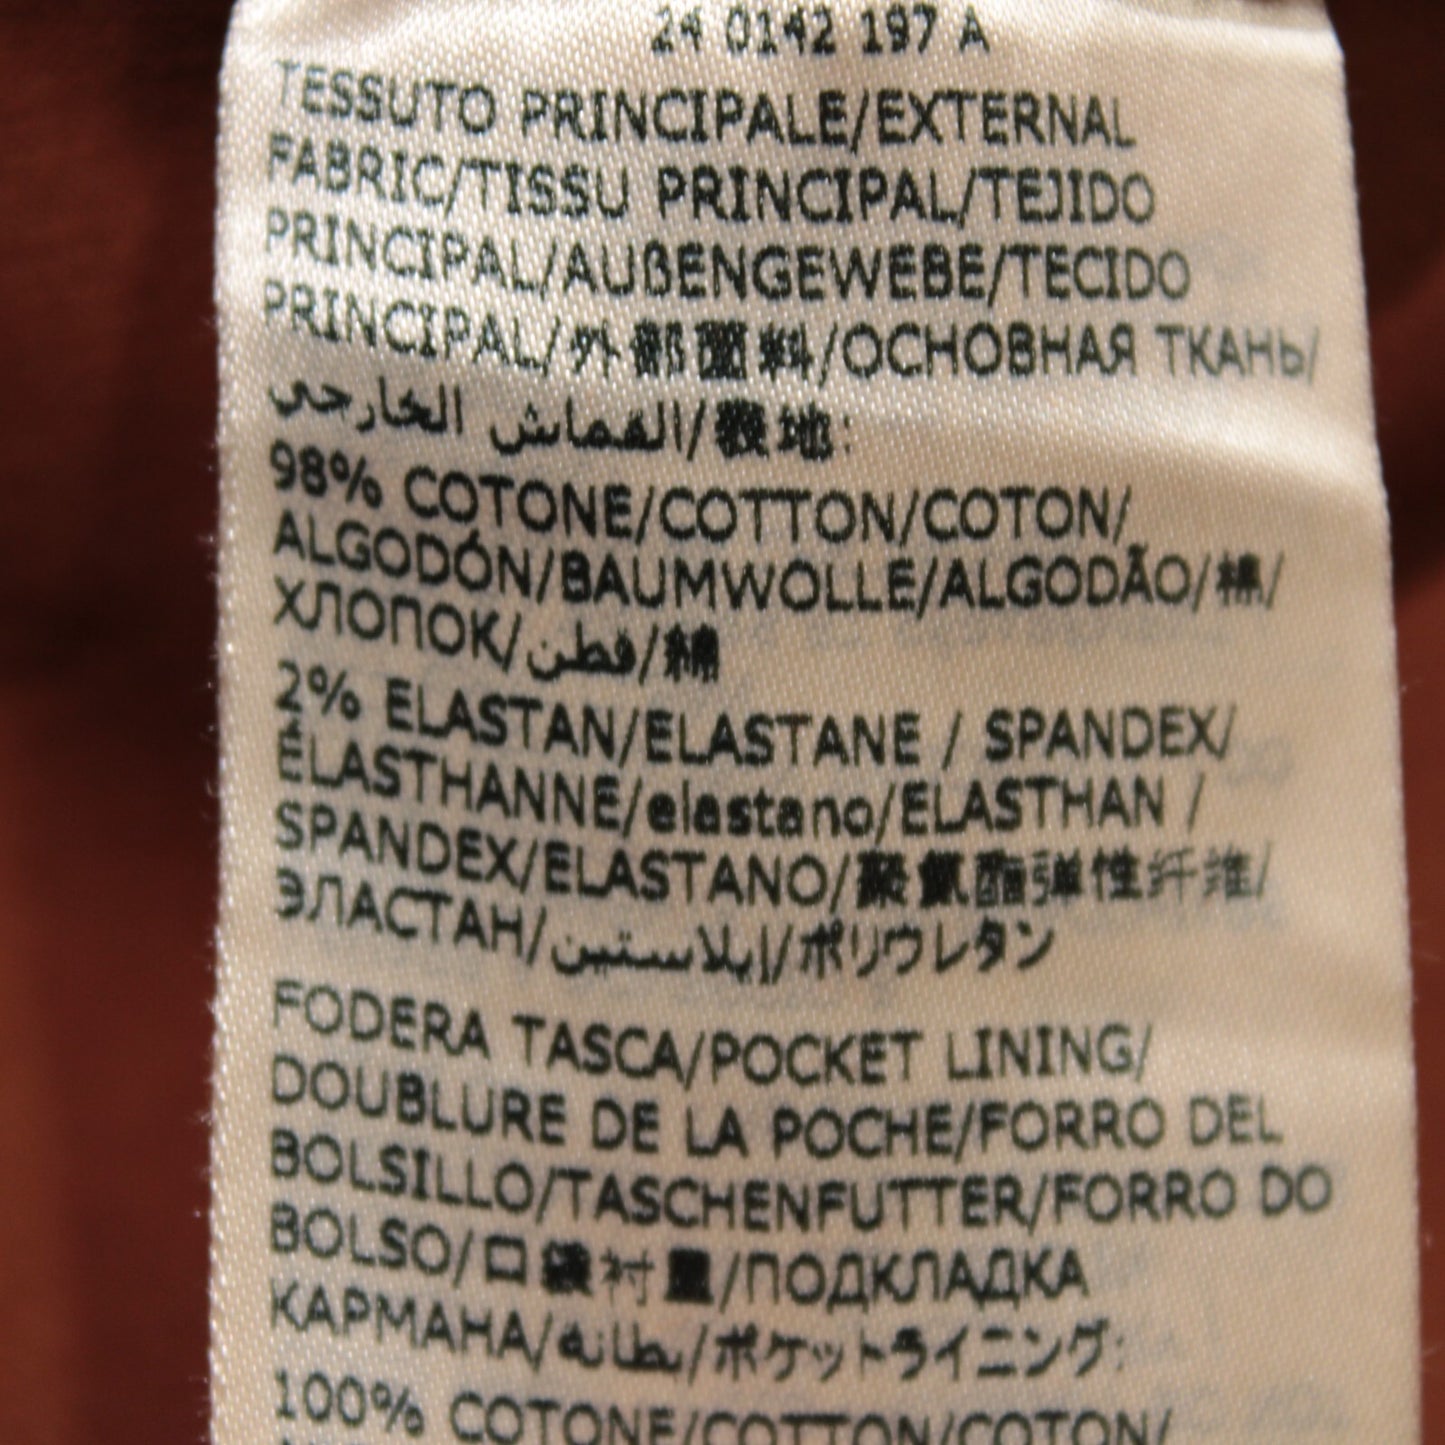 24 0142 197 A
TESSUTO PRINCIPALE/EXTERNAL
FABRIC/TISSU PRINCIPAL/TEJIDO
PRINCIPAL/AUßENGEWEBE/TECIDO
PRINCIPAL/外部面料/ОСНОВНАЯ ТКАНЬ/
القماش الخارجي/表地:
98% COTONE/COTTON/COTON/
ALGODÓN/BAUMWOLLE/ALGODÃO/棉/
ХЛОПОК/قطن/綿
2% ELASTAN/ELASTANE / SPANDEX/
ÉLASTHANNE/elastano/ELASTHAN /
SPANDEX/ELASTANO/聚氨酯弹性纤维/
ЭЛАСТАН/إيلاستين/ポリウレタン
FODERA TASCA/POCKET LINING/
DOUBLURE DE LA POCHE/FORRO DEL
BOLSILLO/TASCHENFUTTER/FORRO DO
BOLSO/口袋衬里/ПОДКЛАДКА
КАРМАНА/بطانة/ポケットライニング:
100% COTONE/COTTON/COTON/